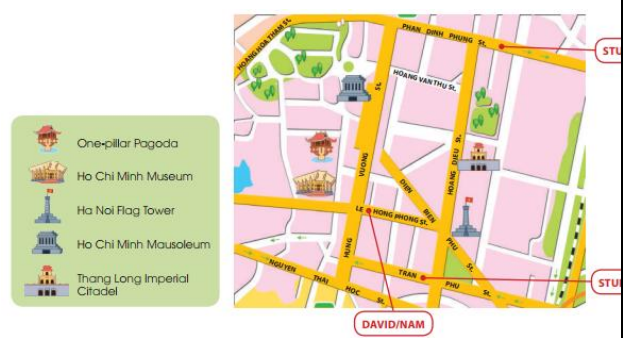 One-pillar Pagoda
Ho Chi Minh Museum
Ha Noi Flag Tower
Ho Chi Minh Mausoleum
Thang Long Imperial
Citadel
HOANG HOA THAM St.
PHAN DINH PHUNG St.
STU
HOANG VAN THU St.
HUNG VUONG St.
HOANG DIEU St.
DIEN BIEN PHU St.
LE HONG PHONG St.
NGUYEN THAI HOC St.
TRAN PHU St.
STU
DAVID/NAM